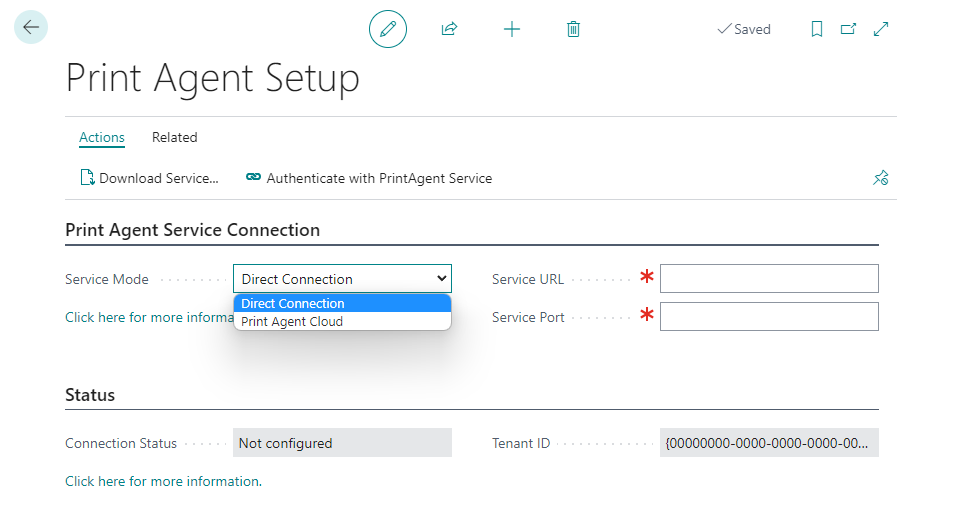 Saved
Print Agent Setup
Actions Related
Download Service... Authenticate with PrintAgent Service
Print Agent Service Connection
Service Mode Direct Connection Service URL *
Direct Connection
Print Agent Cloud
Click here for more informa Service Port *
Status
Connection Status Not configured Tenant ID {00000000-0000-0000-0000-00...
Click here for more information.